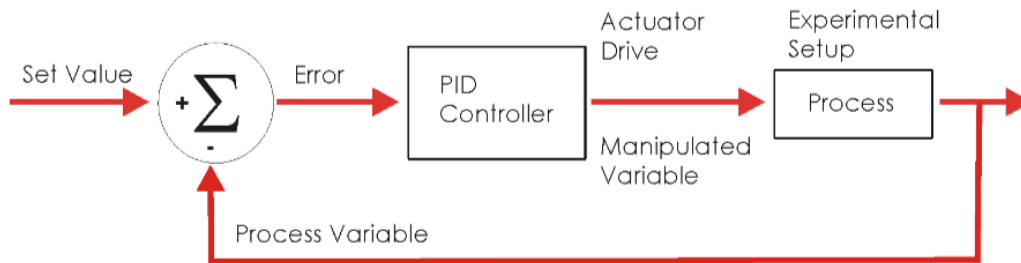 Set Value
+
Σ
-
Error
PID
Controller
Actuator
Drive
Manipulated
Variable
Experimental
Setup
Process
Process Variable